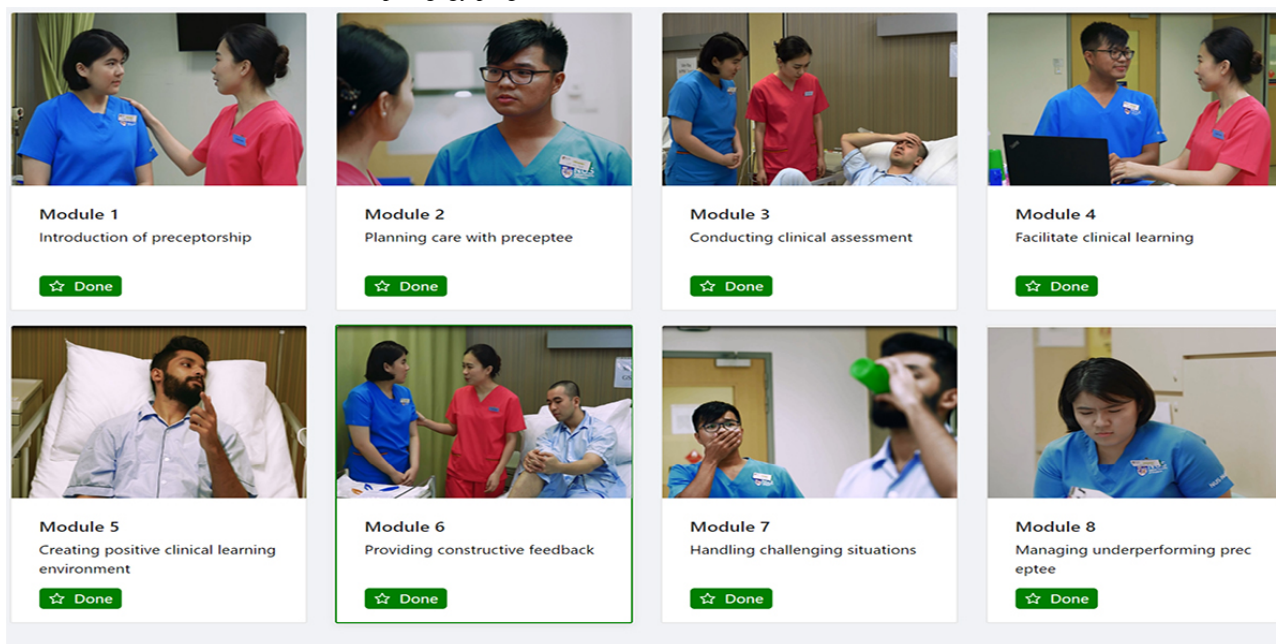 Module 1
Introduction of preceptorship
Done
Module 2
Planning care with preceptee
Done
Module 3
Conducting clinical assessment
Done
Module 4
Facilitate clinical learning
Done
Module 5
Creating positive clinical learning
environment
Done
Module 6
Providing constructive feedback
Done
Module 7
Handling challenging situations
Done
Module 8
Managing underperforming prec
eptee
Done